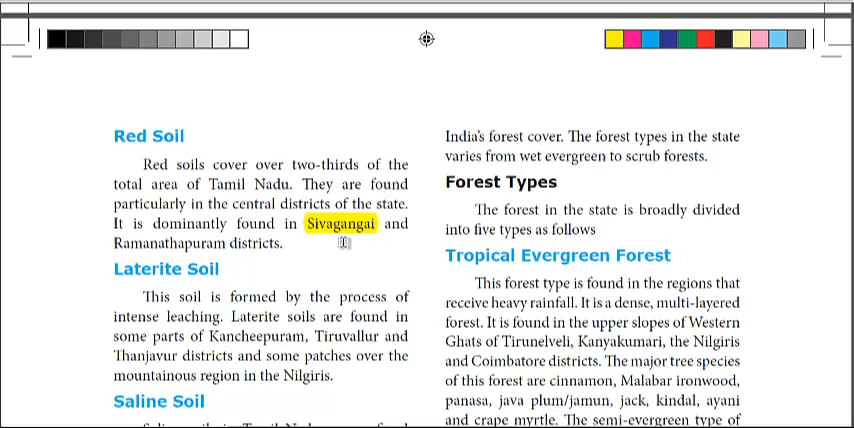 Red Soil
Red soils cover over two-thirds of the
total area of Tamil Nadu. They are found
particularly in the central districts of the state.
It is dominantly found in Sivagangai and
Ramanathapuram districts.
Laterite Soil
This soil is formed by the process of
intense leaching. Laterite soils are found in
some parts of Kancheepuram, Tiruvallur and
Thanjavur districts and some patches over the
mountainous region in the Nilgiris.
Saline Soil
India's forest cover. The forest types in the state
varies from wet evergreen to scrub forests.
Forest Types
The forest in the state is broadly divided
into five types as follows
Tropical Evergreen Forest
This forest type is found in the regions that
receive heavy rainfall. It is a dense, multi-layered
forest. It is found in the upper slopes of Western
Ghats of Tirunelveli, Kanyakumari, the Nilgiris
and Coimbatore districts. The major tree species
of this forest are cinnamon, Malabar ironwood,
panasa, java plum/jamun, jack, kindal, ayani
and crape myrtle. The semi-evergreen type of